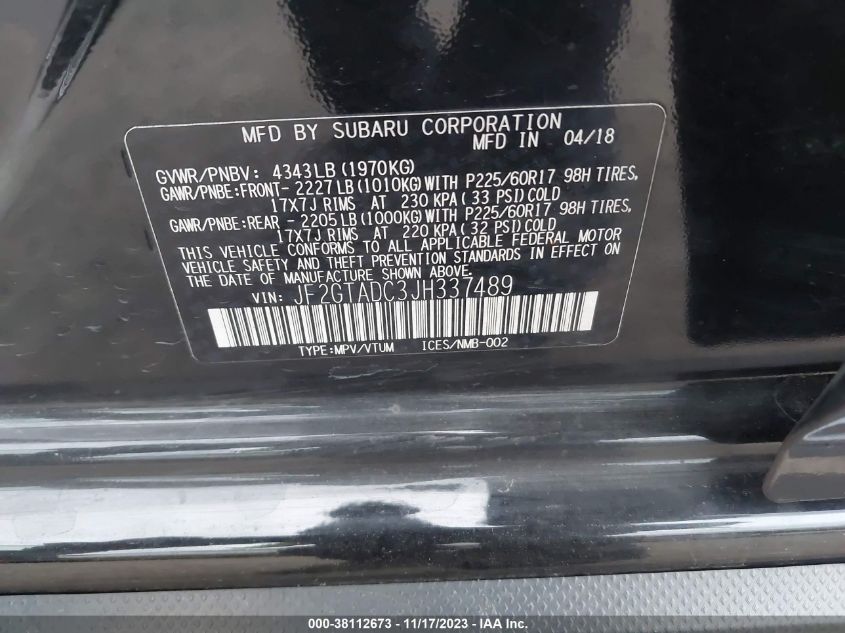 MFD BY SUBARU CORPORATION
MFD IN 04/18
GVWR/PNBV: 4343LB (1970KG)
GAWR/PNBE:FRONT- 2227LB(1010KG)WITH P225/60R17 98H TIRES,
17X7J RIMS AT 230 KPA( 33 PSI)COLD
GAWR/PNBE:REAR - 2205LB(1000KG)WITH P225/60R17 98H TIRES,
17X7J RIMS AT 220 KPA( 32 PSI)COLD
THIS VEHICLE CONFORMS TO ALL APPLICABLE FEDERAL MOTOR
VEHICLE SAFETY AND THEFT PREVENTION STANDARDS IN EFFECT ON
THE DATE OF MANUFACTURE SHOWN ABOVE.
VIN: JF2GTADC3JH337489
TYPE:MPV/VTUM ICES/NMB-002
000-38112673 - 11/17/2023 - IAA Inc.